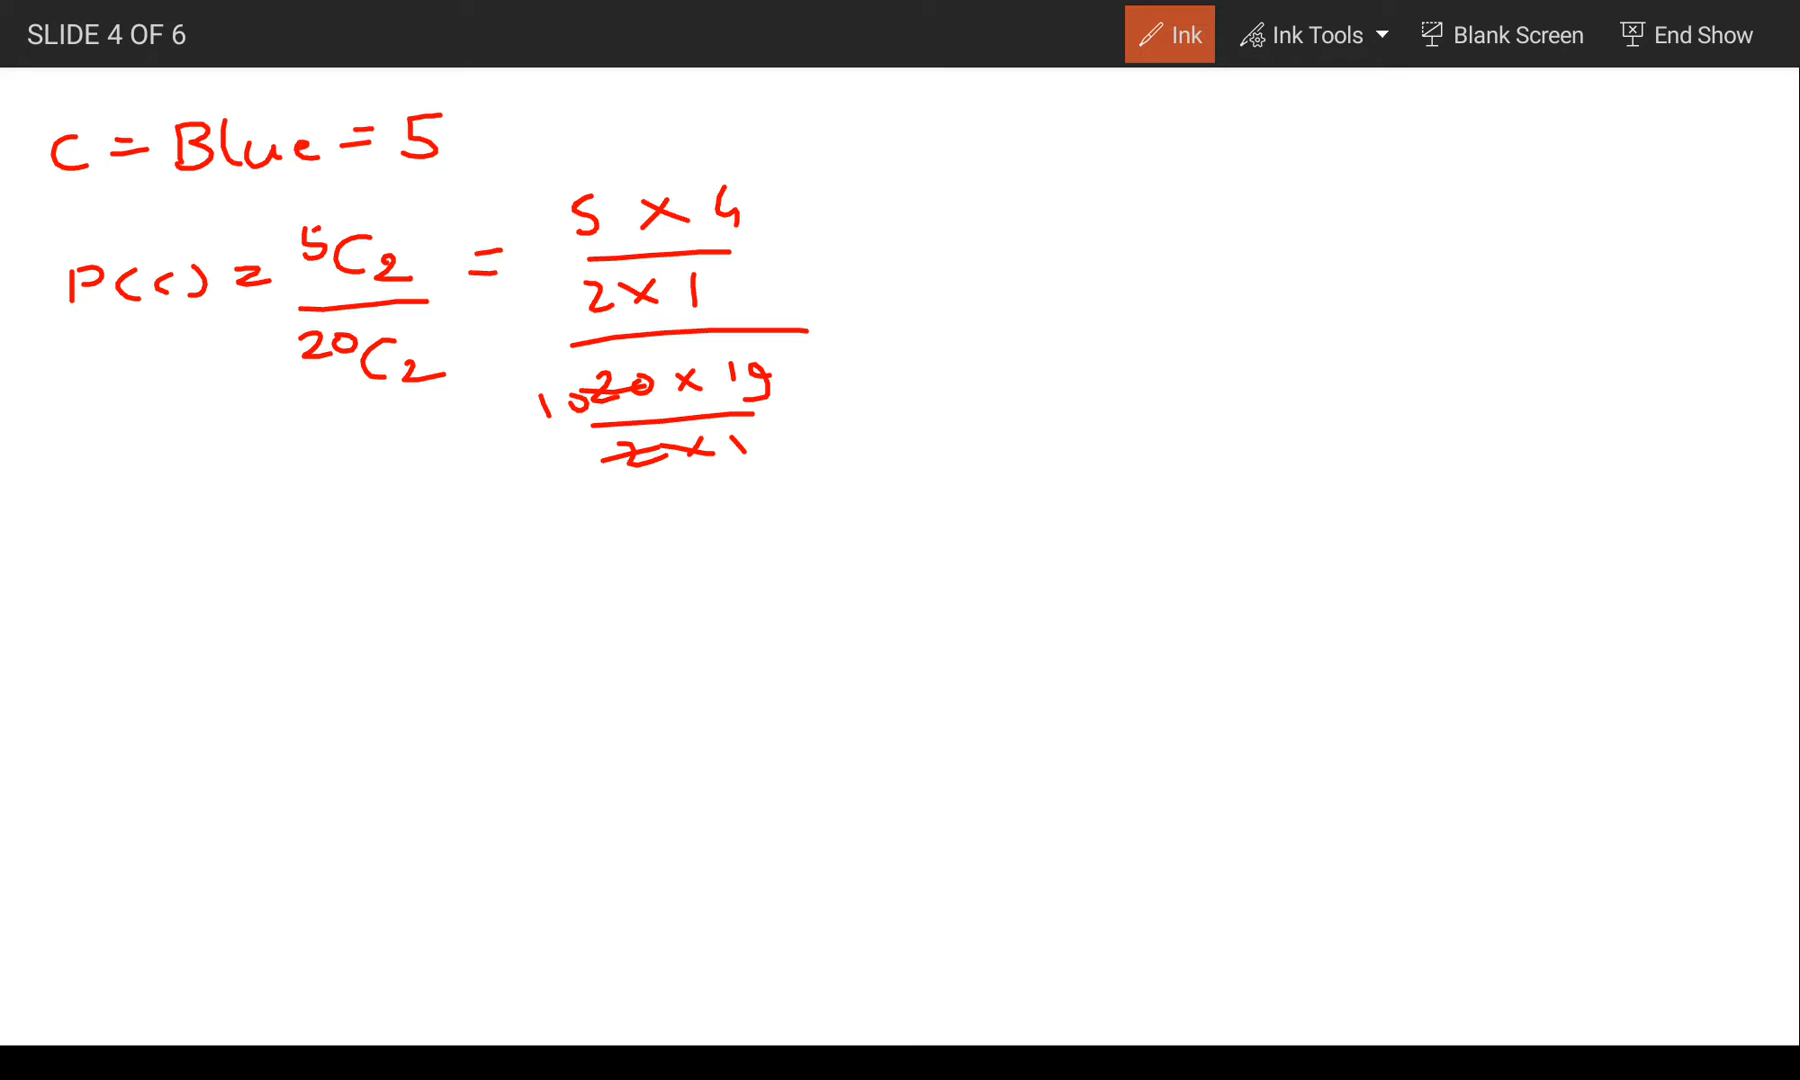 SLIDE 4 OF 6
Ink
Ink Tools
Blank Screen
End Show
C = Blue = 5
P(C) = ⁵C₂ / ²⁰C₂ = 5 × 4 / 2 × 1 / 10 20 × 19 / 2 × 1